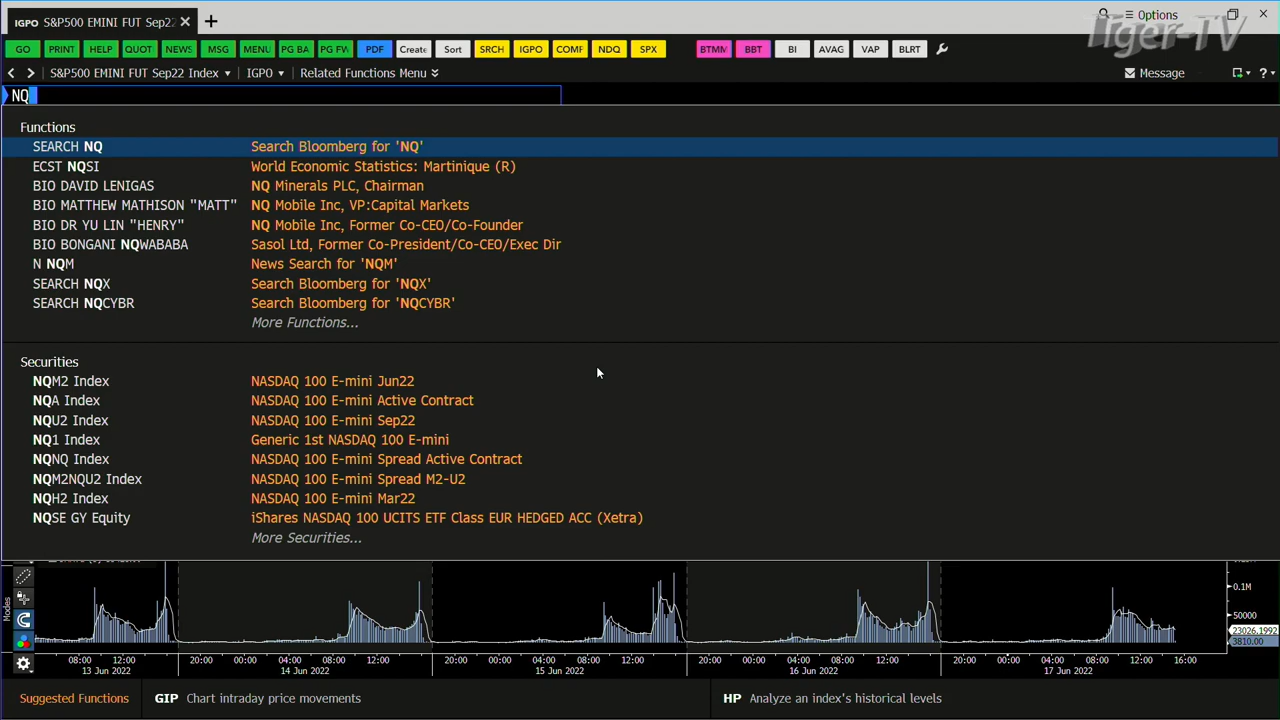 IGPO S&P500 EMINI FUT Sep22
Options
Tiger-TV
GO PRINT HELP QUOT NEWS MSG MENU PG BA PG FW PDF Create Sort SRCH IGPO COMF NDQ SPX BTMM BBT BI AVAG VAP BLRT
S&P500 EMINI FUT Sep22 Index IGPO Related Functions Menu Message ?
NQ
Functions
SEARCH NQ Search Bloomberg for 'NQ'
ECST NQSI World Economic Statistics: Martinique (R)
BIO DAVID LENIGAS NQ Minerals PLC, Chairman
BIO MATTHEW MATHISON "MATT" NQ Mobile Inc, VP:Capital Markets
BIO DR YU LIN "HENRY" NQ Mobile Inc, Former Co-CEO/Co-Founder
BIO BONGANI NQWABABA Sasol Ltd, Former Co-President/Co-CEO/Exec Dir
N NQM News Search for 'NQM'
SEARCH NQX Search Bloomberg for 'NQX'
SEARCH NQCYBR Search Bloomberg for 'NQCYBR'
More Functions...
Securities
NQM2 Index NASDAQ 100 E-mini Jun22
NQA Index NASDAQ 100 E-mini Active Contract
NQU2 Index NASDAQ 100 E-mini Sep22
NQ1 Index Generic 1st NASDAQ 100 E-mini
NQNQ Index NASDAQ 100 E-mini Spread Active Contract
NQM2NQU2 Index NASDAQ 100 E-mini Spread M2-U2
NQH2 Index NASDAQ 100 E-mini Mar22
NQSE GY Equity iShares NASDAQ 100 UCITS ETF Class EUR HEDGED ACC (Xetra)
More Securities...
0.1M
50000
23026.1992
3810.00
Modes
08:00 12:00 20:00 00:00 04:00 08:00 12:00 20:00 00:00 04:00 08:00 12:00 20:00 00:00 04:00 08:00 12:00 20:00 00:00 04:00 08:00 12:00 16:00
13 Jun 2022 14 Jun 2022 15 Jun 2022 16 Jun 2022 17 Jun 2022
Suggested Functions GIP Chart intraday price movements HP Analyze an index's historical levels